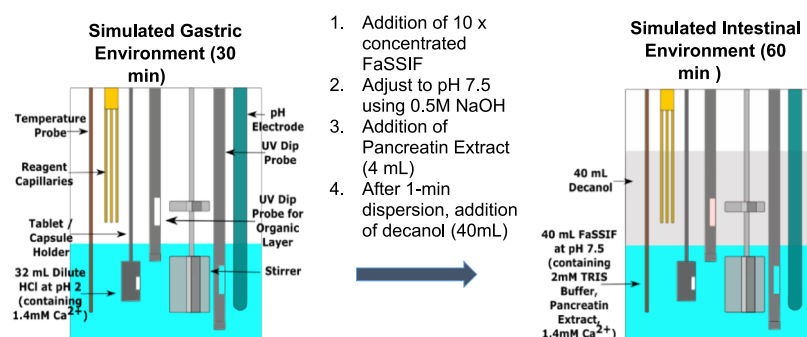 Simulated Gastric
Environment (30
min)
Temperature
Probe
Reagent
Capillaries
Tablet /
Capsule
Holder
32 mL Dilute
HCl at pH 2
(containing
1.4mM Ca2+)
pH
Electrode
UV Dip
Probe
UV Dip
Probe for
Organic
Layer
Stirrer
1. Addition of 10 x
concentrated
FaSSIF
2. Adjust to pH 7.5
using 0.5M NaOH
3. Addition of
Pancreatin Extract
(4 mL)
4. After 1-min
dispersion, addition
of decanol (40mL)
Simulated Intestinal
Environment (60
min )
40 mL
Decanol
40 mL FaSSIF
at pH 7.5
(containing
2mM TRIS
Buffer,
Pancreatin
Extract,
1.4mM Ca2+)